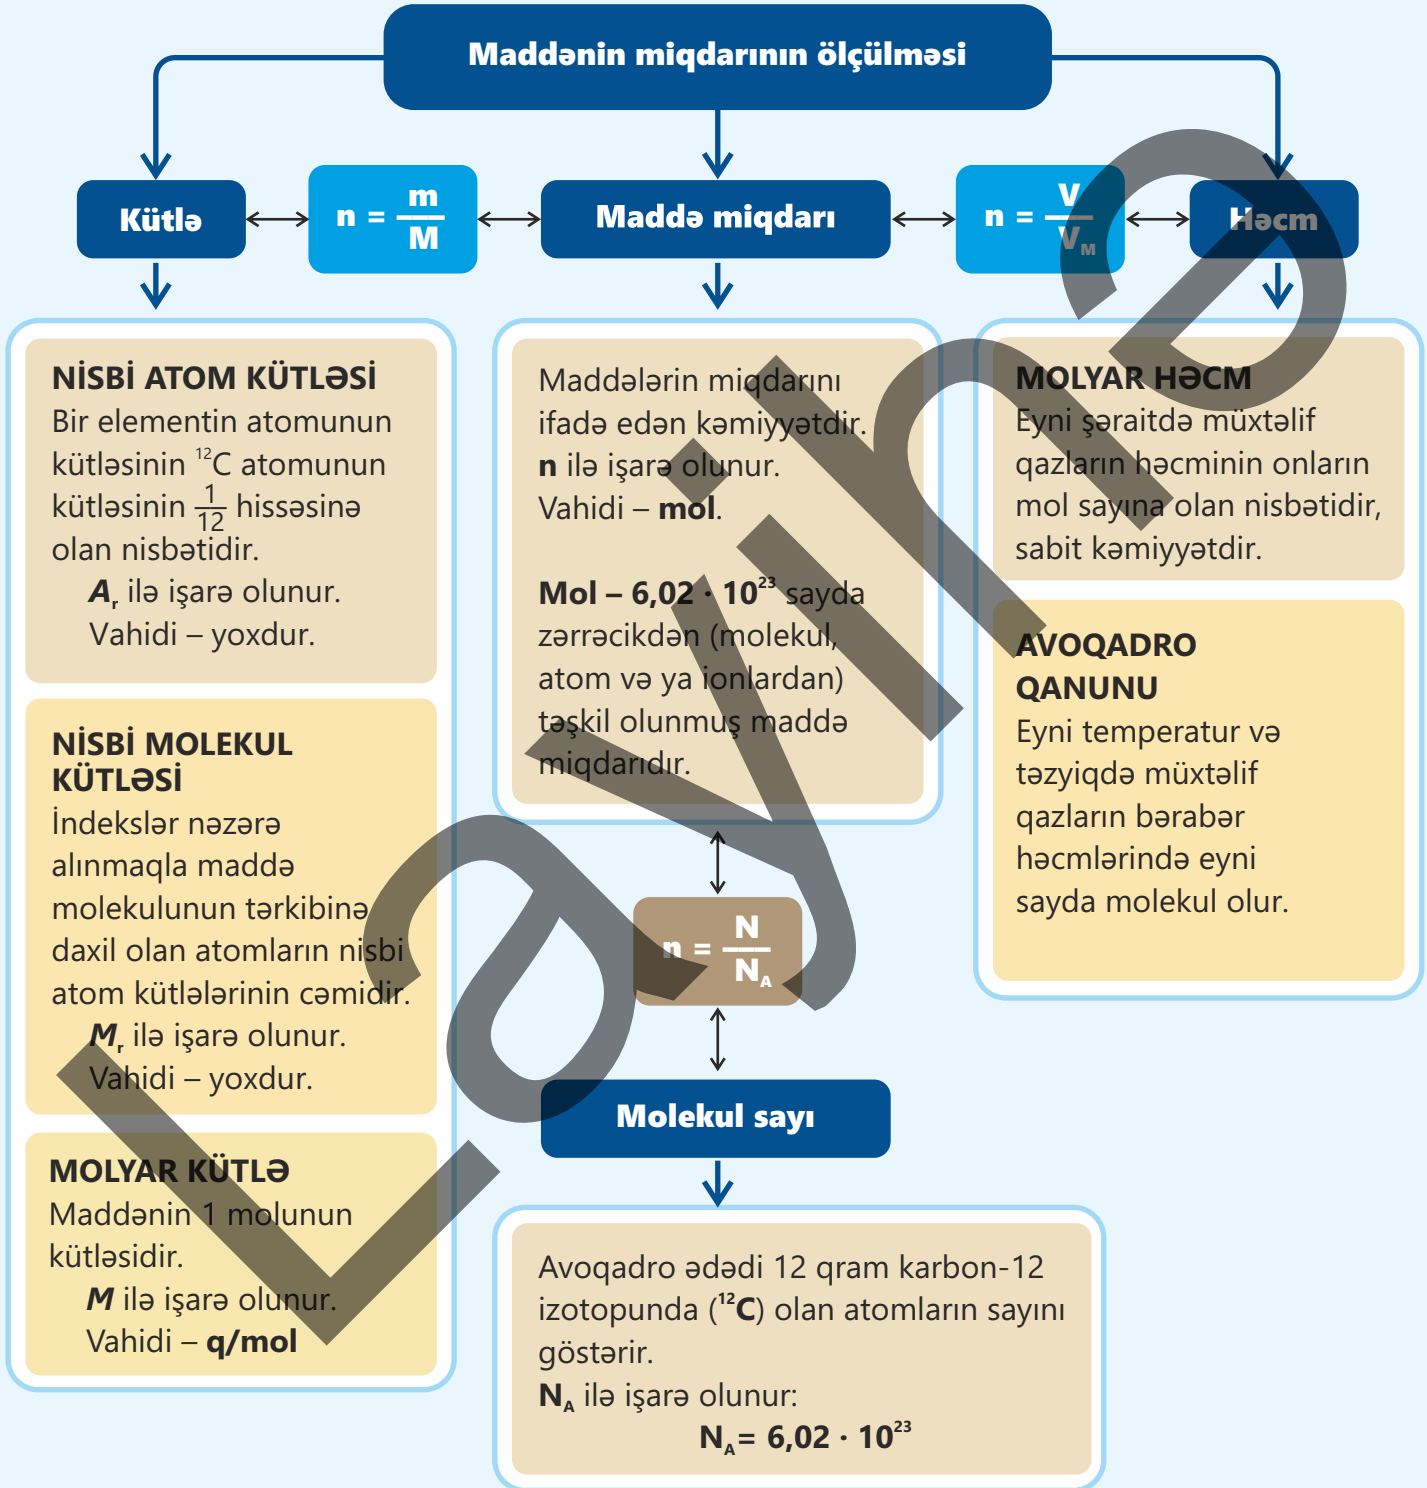 Maddənin miqdarının ölçülməsi
Kütlə
n = m/M
Maddə miqdarı
n = V/V_M
Həcm
NİSBİ ATOM KÜTLƏSİ
Bir elementin atomunun
kütləsinin ¹²C atomunun
kütləsinin 1/12 hissəsinə
olan nisbətidir.
Aᵣ ilə işarə olunur.
Vahidi – yoxdur.
NİSBİ MOLEKUL
KÜTLƏSİ
İndekslər nəzərə
alınmaqla maddə
molekulunun tərkibinə
daxil olan atomların nisbi
atom kütlələrinin cəmidir.
Mᵣ ilə işarə olunur.
Vahidi – yoxdur.
MOLYAR KÜTLƏ
Maddənin 1 molunun
kütləsidir.
M ilə işarə olunur.
Vahidi – q/mol
Maddələrin miqdarını
ifadə edən kəmiyyətdir.
n ilə işarə olunur.
Vahidi – mol.
Mol – 6,02 · 10²³ sayda
zərrəcikdən (molekul,
atom və ya ionlardan)
təşkil olunmuş maddə
miqdarıdır.
n = N/N_A
Molekul sayı
Avoqadro ədədi 12 qram karbon-12
izotopunda (¹²C) olan atomların sayını
göstərir.
N_A ilə işarə olunur:
N_A= 6,02 · 10²³
MOLYAR HƏCM
Eyni şəraitdə müxtəlif
qazların həcminin onların
mol sayına olan nisbətidir,
sabit kəmiyyətdir.
AVOQADRO
QANUNU
Eyni temperatur və
təzyiqdə müxtəlif
qazların bərabər
həcmlərində eyni
sayda molekul olur.
Layihə